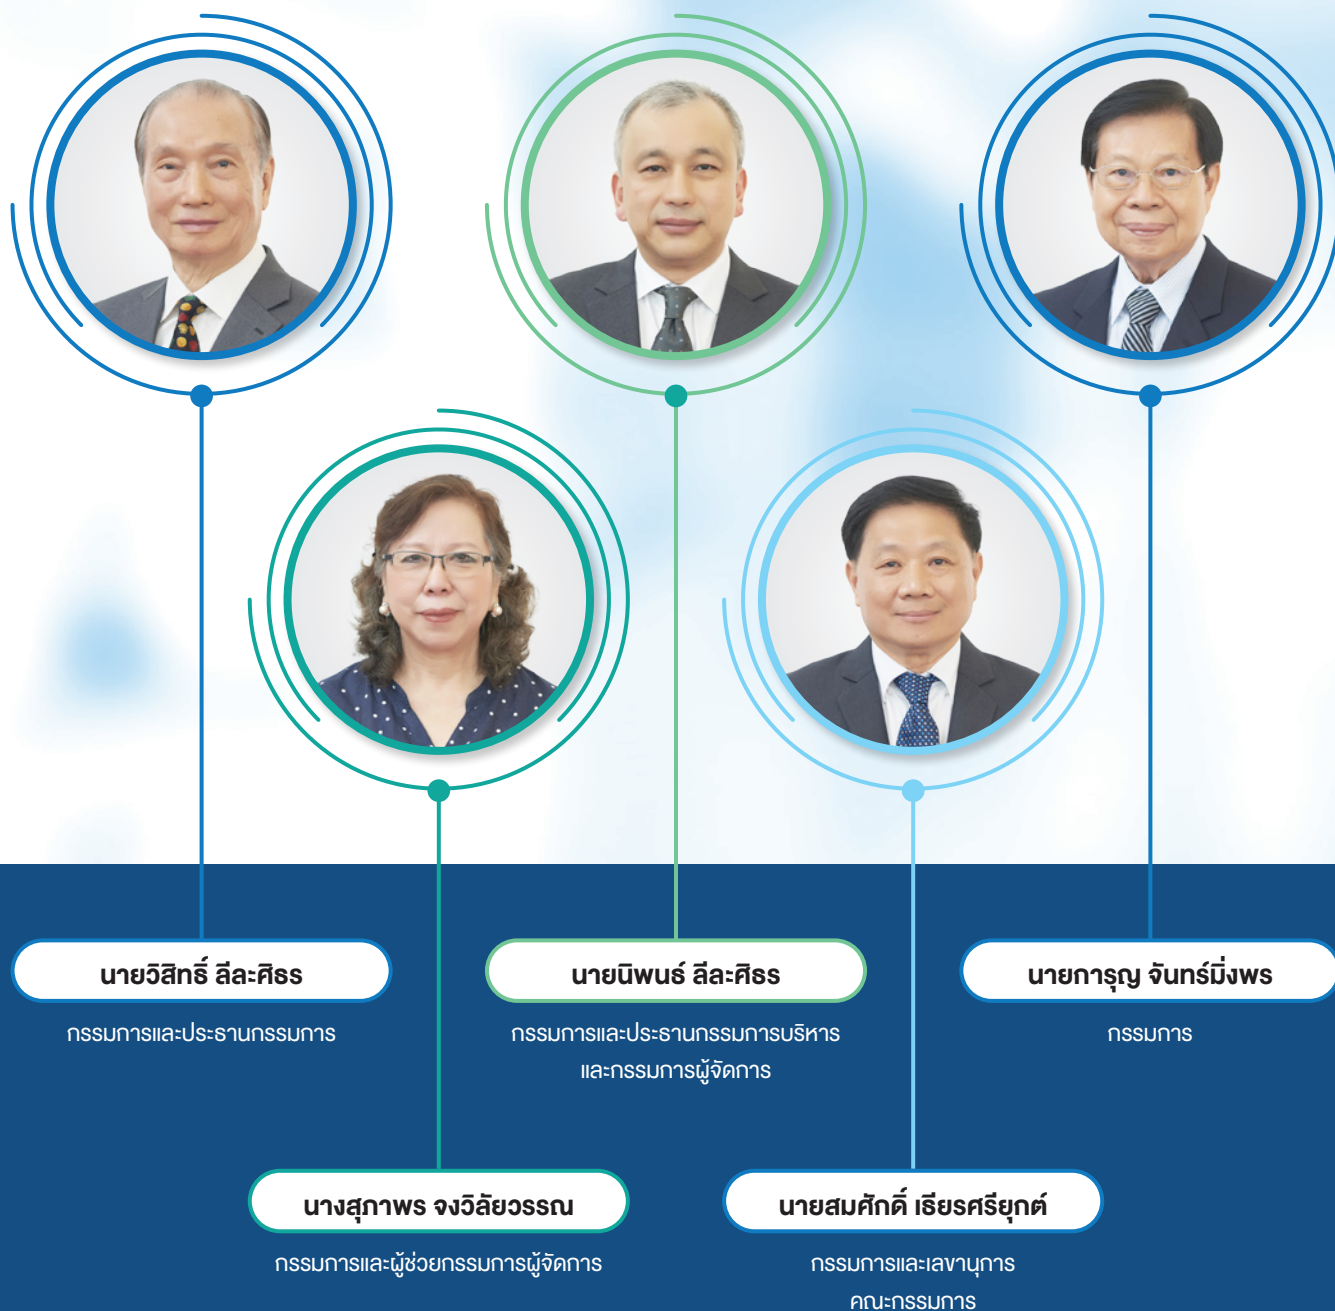 นายวิสิทธิ์ ลีละศิธร
กรรมการและประธานกรรมการ
นายนิพนธ์ ลีละศิธร
กรรมการและประธานกรรมการบริหาร
และกรรมการผู้จัดการ
นายการุญ จันทร์มิ่งพร
กรรมการ
นางสุภาพร จงวิลัยวรรณ
กรรมการและผู้ช่วยกรรมการผู้จัดการ
นายสมศักดิ์ เธียรศรียุกต์
กรรมการและเลขานุการ
คณะกรรมการ